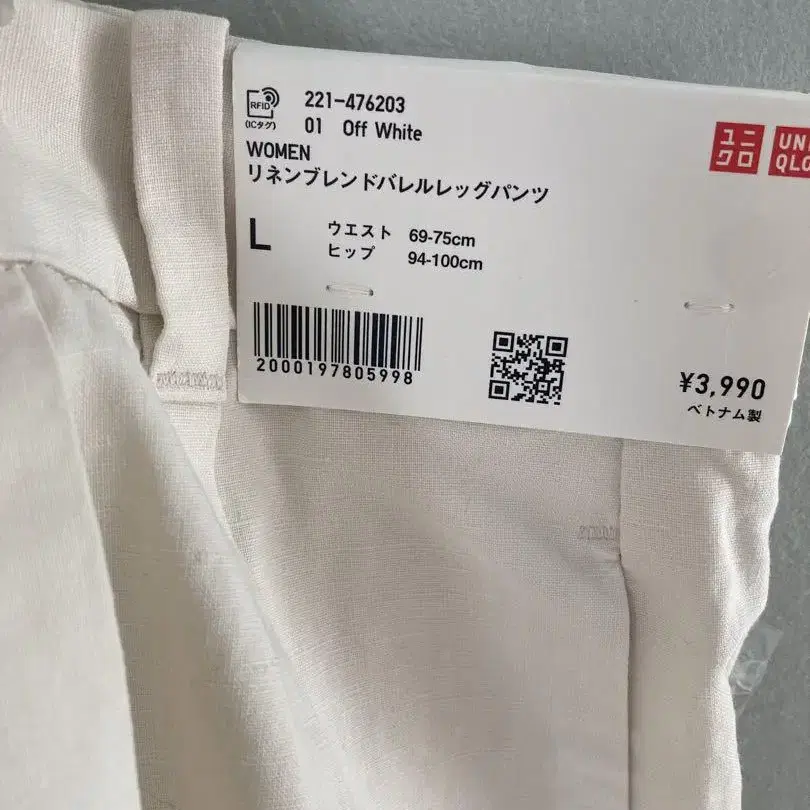 RFID
(ICタグ)
221-476203
01 Off White
WOMEN
リネンブレンドバレルレッグパンツ
L
ウエスト 69-75cm
ヒップ 94-100cm
2000197805998
ユニ
クロ
UNI
QLO
¥3,990
ベトナム製